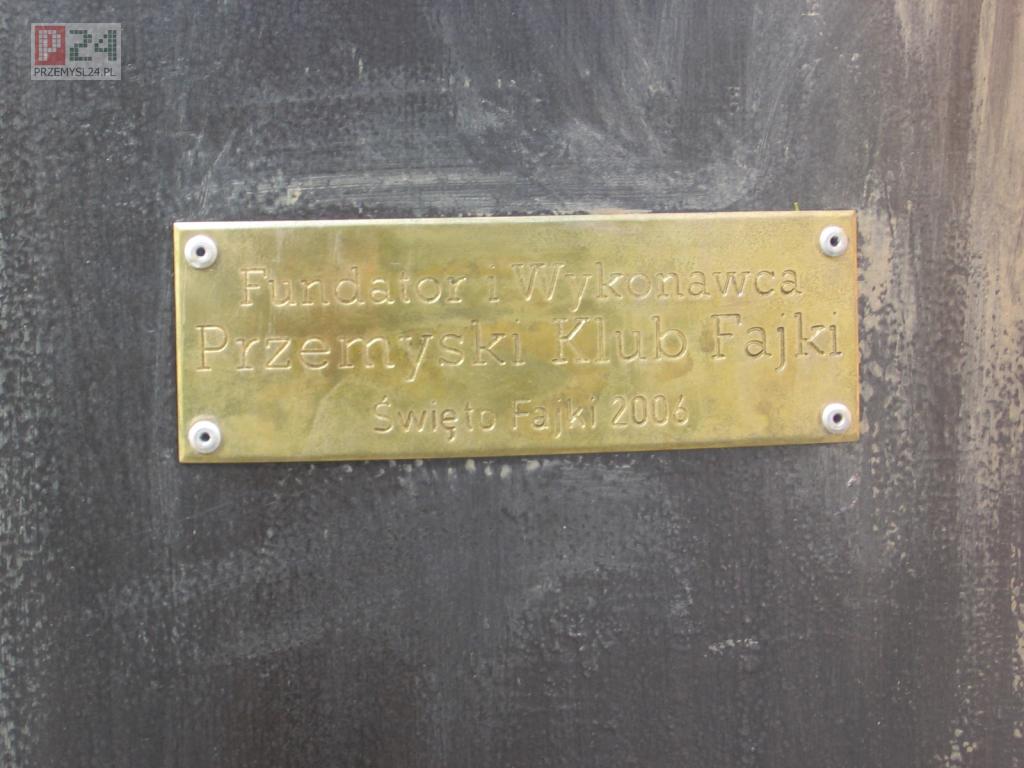 P24
PRZEMYSL24.PL
Fundator i Wykonawca
Przemyski Klub Fajki
Święto Fajki 2006